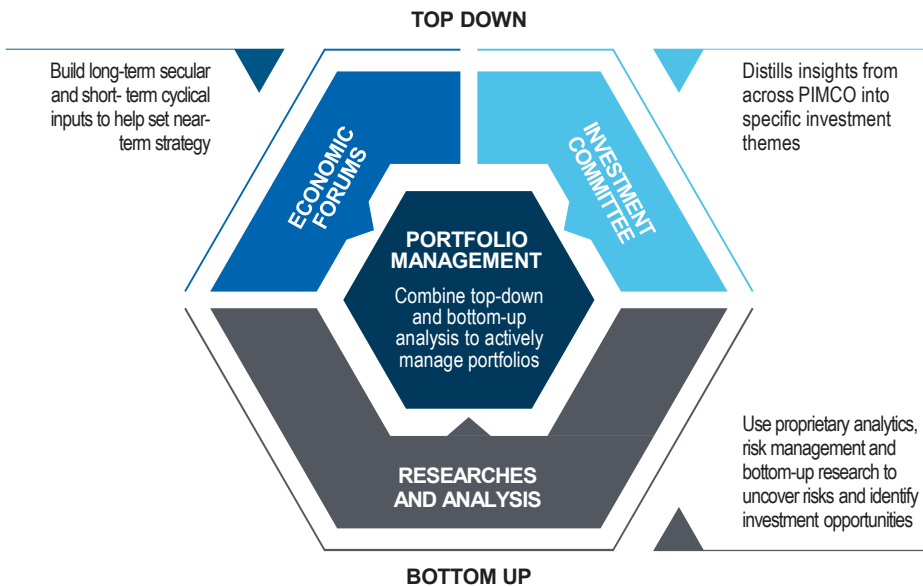 TOP DOWN
Build long-term secular
and short- term cyclical
inputs to help set near-
term strategy
Distills insights from
across PIMCO into
specific investment
themes
ECONOMIC
FORUMS
INVESTMENT
COMMITTEE
PORTFOLIO
MANAGEMENT
Combine top-down
and bottom-up
analysis to actively
manage portfolios
RESEARCHES
AND ANALYSIS
Use proprietary analytics,
risk management and
bottom-up research to
uncover risks and identify
investment opportunities
BOTTOM UP